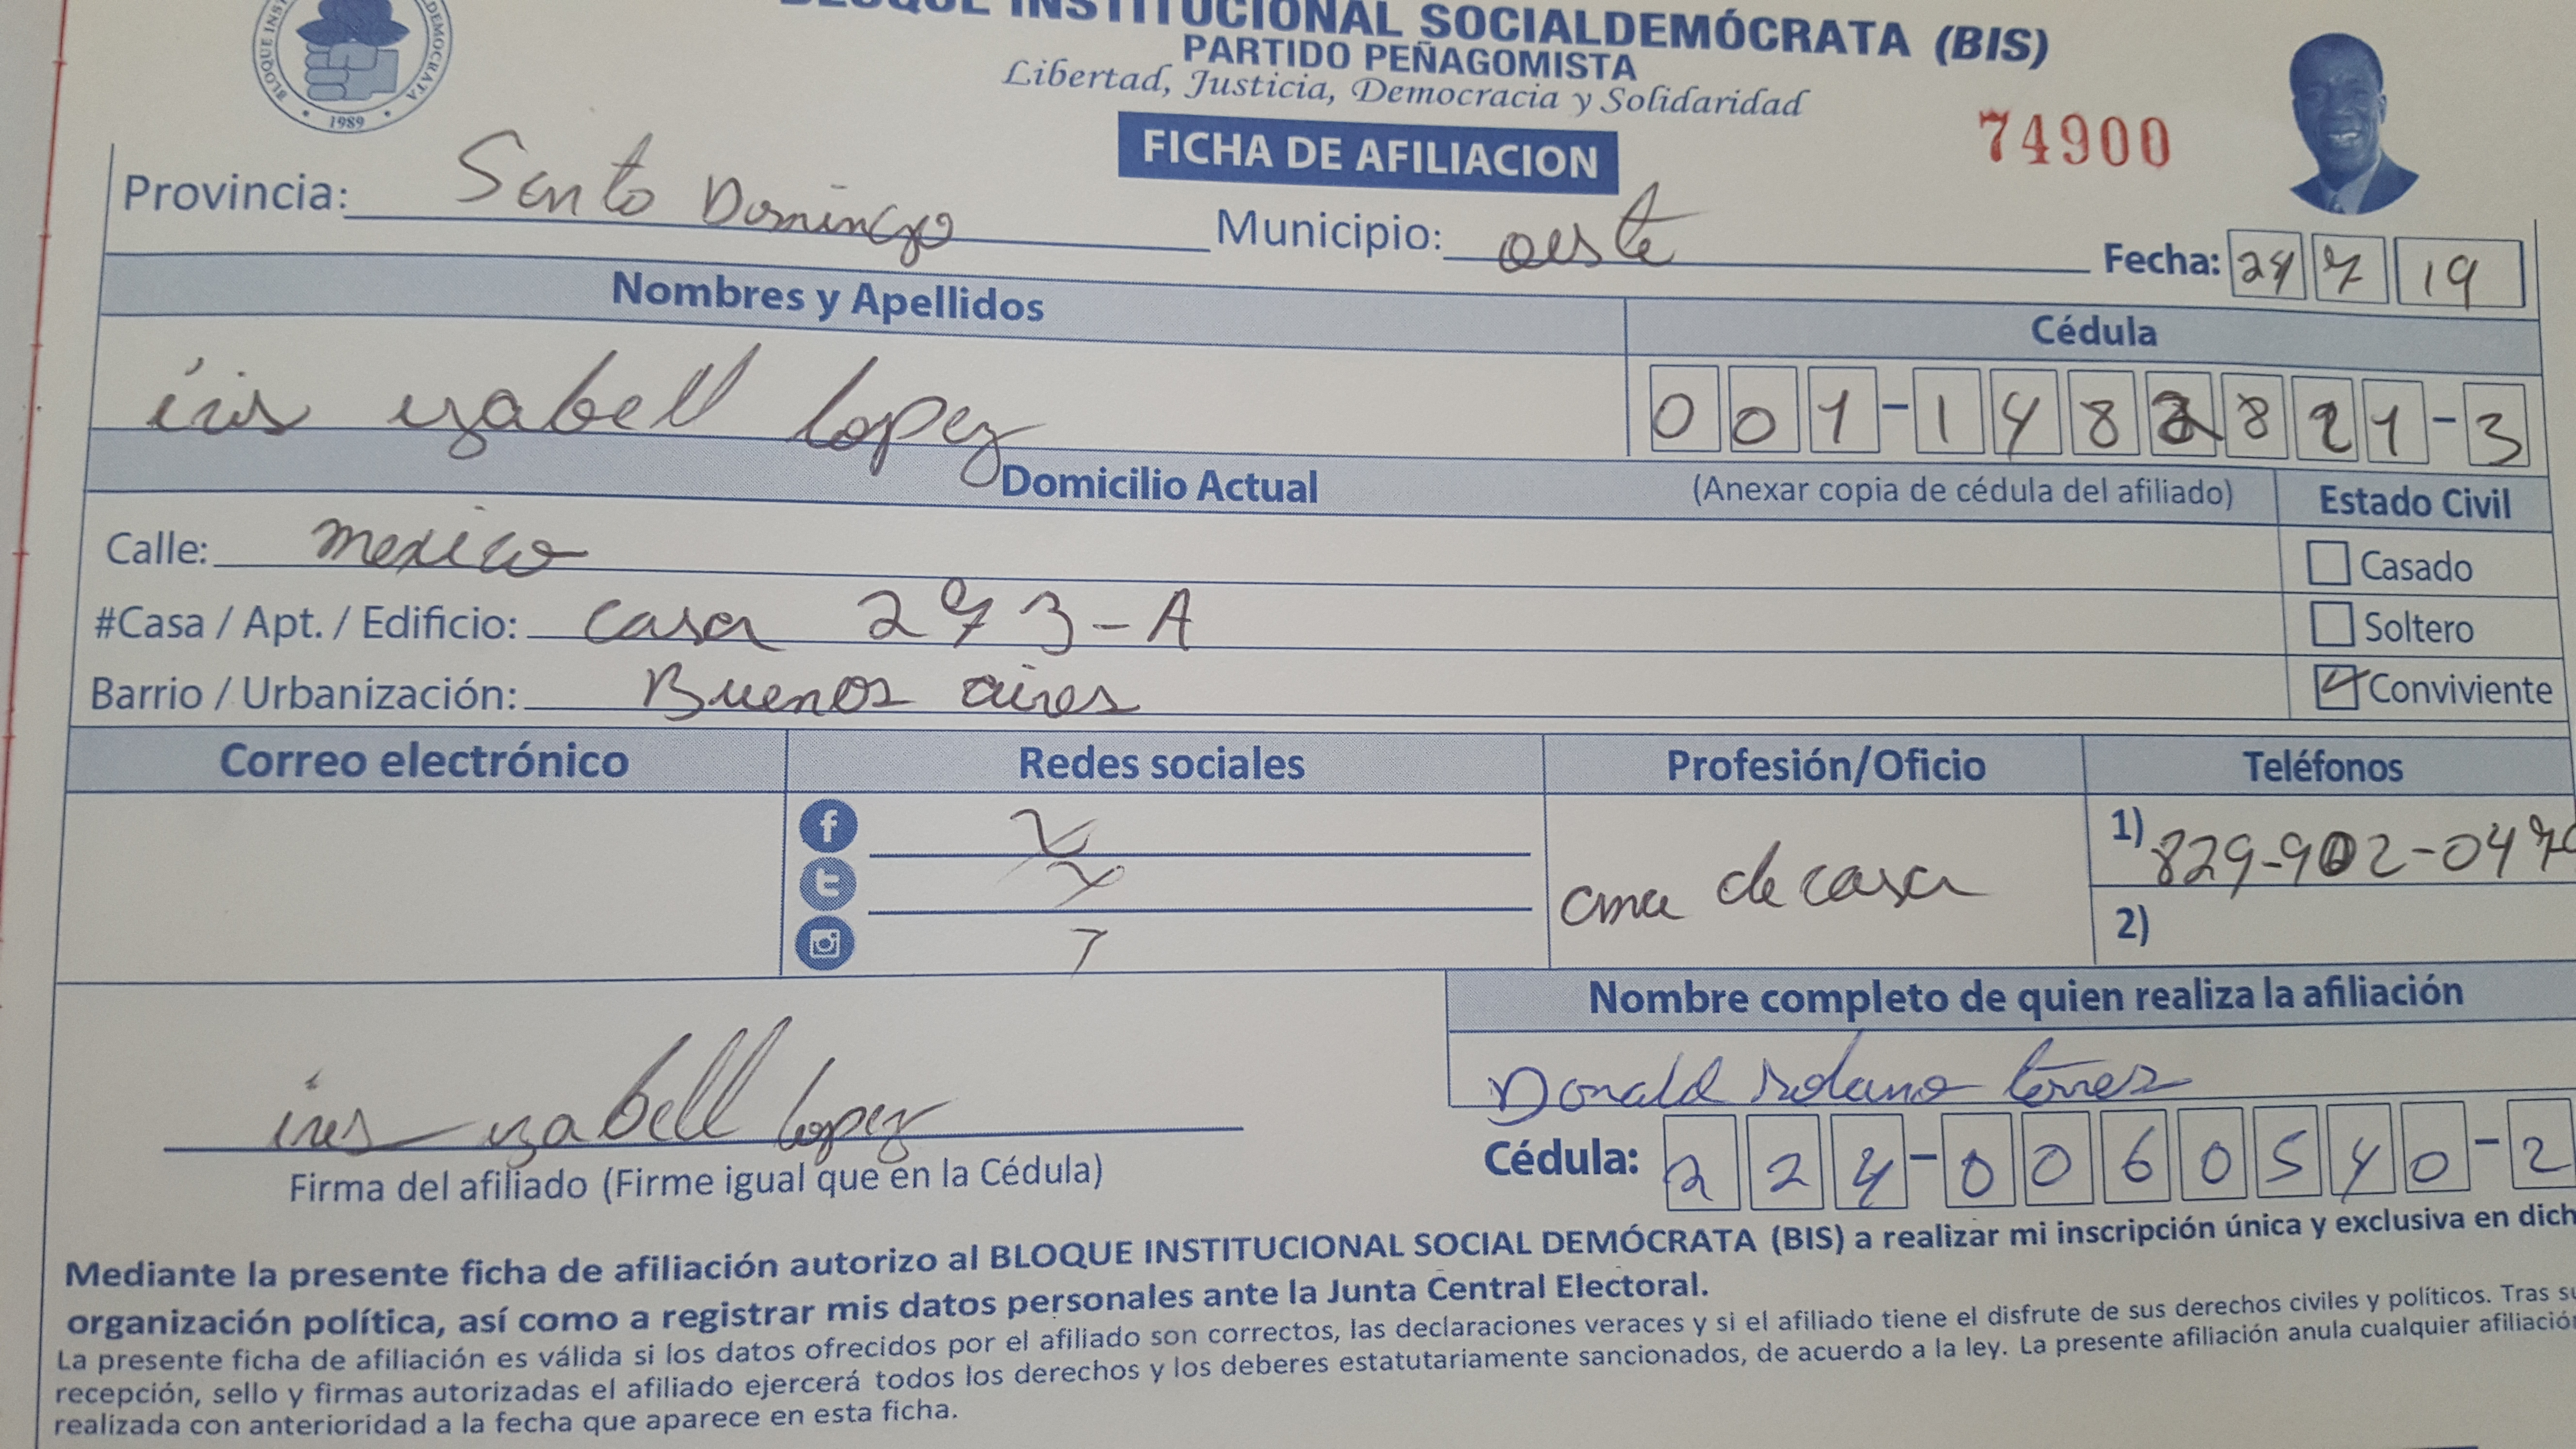 BLOQUE INSTITUCIONAL SOCIALDEMÓCRATA (BIS)
PARTIDO PEÑAGOMISTA
Libertad, Justicia, Democracia y Solidaridad
1989
FICHA DE AFILIACION
74900
Provincia: Santo Domingo Municipio: oeste Fecha: 24 7 19
Nombres y Apellidos Cédula
iris yzabell lopez 001-1482821-3
Domicilio Actual (Anexar copia de cédula del afiliado) Estado Civil
Calle: mexico Casado
#Casa / Apt. / Edificio: casa 273-A Soltero
Barrio / Urbanización: Buenos aires Conviviente
Correo electrónico Redes sociales Profesión/Oficio Teléfonos
ama de casa
1) 829-902-047
2)
Nombre completo de quien realiza la afiliación
Donald torres
iris yzabell lopez
Firma del afiliado (Firme igual que en la Cédula)
Cédula: 224-0060540-2
Mediante la presente ficha de afiliación autorizo al BLOQUE INSTITUCIONAL SOCIAL DEMÓCRATA (BIS) a realizar mi inscripción única y exclusiva en dich
organización política, así como a registrar mis datos personales ante la Junta Central Electoral.
La presente ficha de afiliación es válida si los datos ofrecidos por el afiliado son correctos, las declaraciones veraces y si el afiliado tiene el disfrute de sus derechos civiles y políticos. Tras su
recepción, sello y firmas autorizadas el afiliado ejercerá todos los derechos y los deberes estatutariamente sancionados, de acuerdo a la ley. La presente afiliación anula cualquier afiliación
realizada con anterioridad a la fecha que aparece en esta ficha.